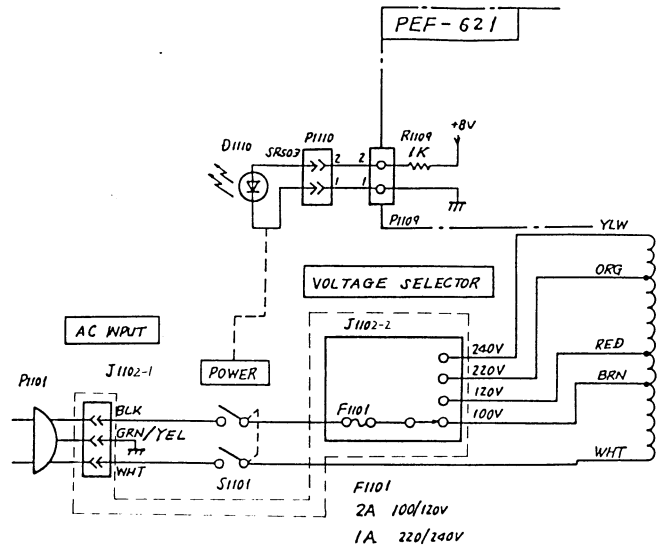 PEF-621
+8V
D1110
SR503
P1110
R1109
1K
2
2
1
1
P1109
YLW
VOLTAGE SELECTOR
ORG
AC INPUT
J1102-2
J1102-1
POWER
240V
RED
P1101
220V
BRN
120V
BLK
F1101
100V
GRN/YEL
WHT
WHT
S1101
F1101
2A 100/120V
1A 220/240V